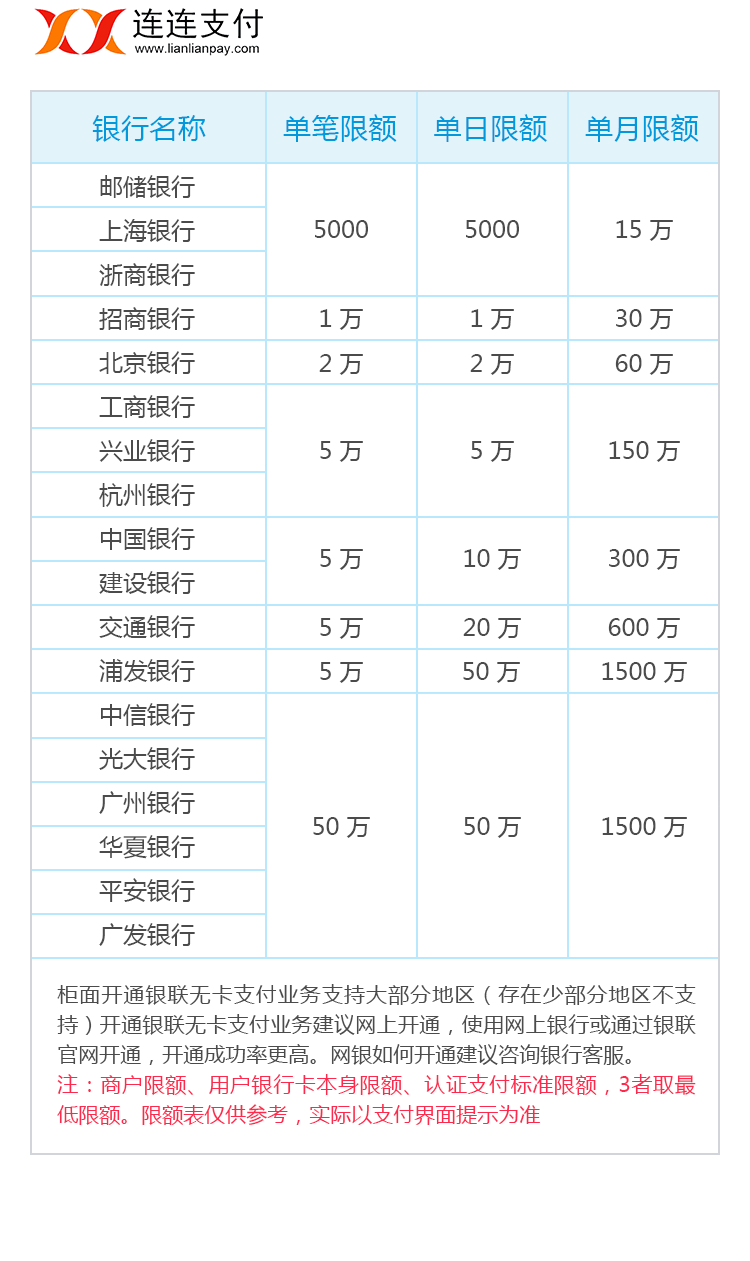 连连支付
www.lianlianpay.com
银行名称 单笔限额 单日限额 单月限额
邮储银行
上海银行 5000 5000 15 万
浙商银行
招商银行 1 万 1 万 30 万
北京银行 2 万 2 万 60 万
工商银行
兴业银行 5 万 5 万 150 万
杭州银行
中国银行
5 万 10 万 300 万
建设银行
交通银行 5 万 20 万 600 万
浦发银行 5 万 50 万 1500 万
中信银行
光大银行
广州银行
50 万 50 万 1500 万
华夏银行
平安银行
广发银行
柜面开通银联无卡支付业务支持大部分地区（存在少部分地区不支
持）开通银联无卡支付业务建议网上开通，使用网上银行或通过银联
官网开通，开通成功率更高。网银如何开通建议咨询银行客服。
注：商户限额、用户银行卡本身限额、认证支付标准限额，3者取最
低限额。限额表仅供参考，实际以支付界面提示为准